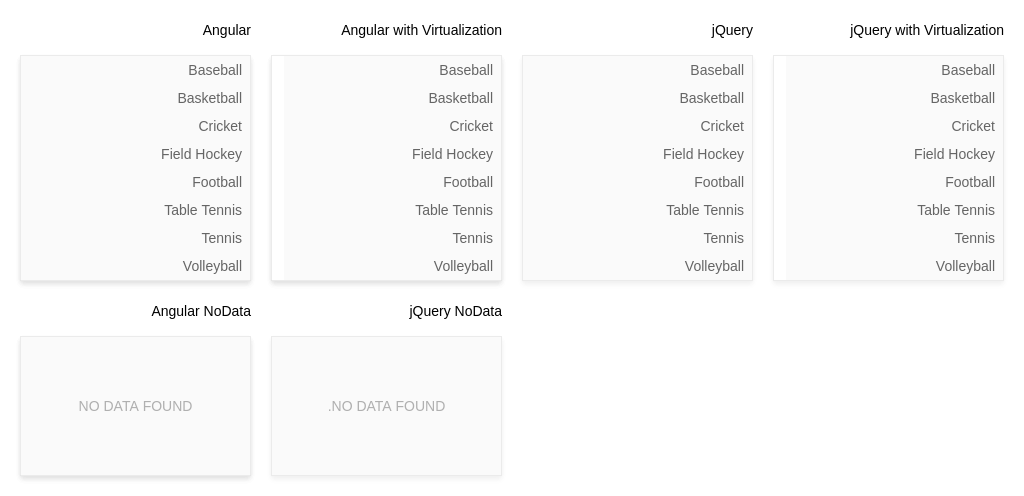 Angular
Baseball
Basketball
Cricket
Field Hockey
Football
Table Tennis
Tennis
Volleyball
Angular with Virtualization
Baseball
Basketball
Cricket
Field Hockey
Football
Table Tennis
Tennis
Volleyball
jQuery
Baseball
Basketball
Cricket
Field Hockey
Football
Table Tennis
Tennis
Volleyball
jQuery with Virtualization
Baseball
Basketball
Cricket
Field Hockey
Football
Table Tennis
Tennis
Volleyball
Angular NoData
NO DATA FOUND
jQuery NoData
.NO DATA FOUND